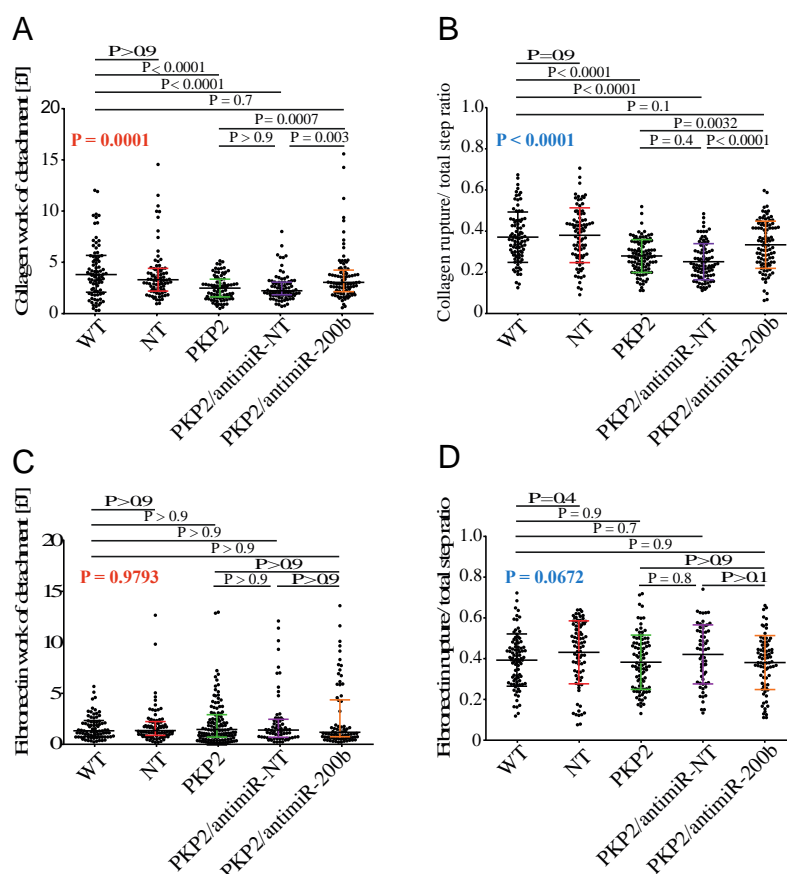 A
P>0.9
P < 0.0001
P < 0.0001
P = 0.7
P = 0.0007
P > 0.9
P = 0.003
P = 0.0001
Collagen work of detachment [fJ]
20
15
10
5
0
WT
NT
PKP2
PKP2/antimiR-NT
PKP2/antimiR-200b
B
P=0.9
P < 0.0001
P < 0.0001
P = 0.1
P = 0.0032
P = 0.4
P < 0.0001
P < 0.0001
Collagen rupture/ total step ratio
1.0
0.8
0.6
0.4
0.2
0
WT
NT
PKP2
PKP2/antimiR-NT
PKP2/antimiR-200b
C
P>0.9
P > 0.9
P > 0.9
P > 0.9
P>0.9
P > 0.9
P>0.9
P = 0.9793
Fibronectin work of detachment [fJ]
20
15
10
5
0
WT
NT
PKP2
PKP2/antimiR-NT
PKP2/antimiR-200b
D
P=0.4
P = 0.9
P = 0.7
P = 0.9
P>0.9
P = 0.8
P>0.1
P = 0.0672
Fibronectin rupture/ total step ratio
1.0
0.8
0.6
0.4
0.2
0.0
WT
NT
PKP2
PKP2/antimiR-NT
PKP2/antimiR-200b